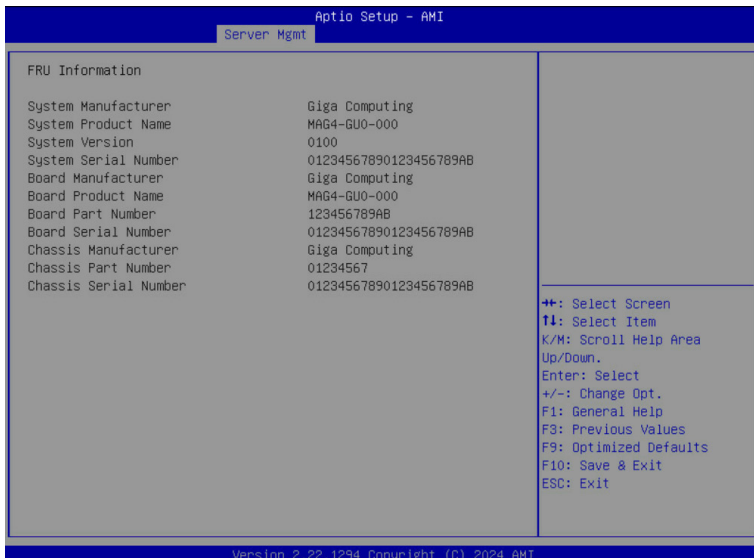 Aptio Setup – AMI
Server Mgmt
FRU Information
System Manufacturer Giga Computing
System Product Name MAG4-GU0-000
System Version 0100
System Serial Number 01234567890123456789AB
Board Manufacturer Giga Computing
Board Product Name MAG4-GU0-000
Board Part Number 123456789AB
Board Serial Number 01234567890123456789AB
Chassis Manufacturer Giga Computing
Chassis Part Number 01234567
Chassis Serial Number 01234567890123456789AB
→←: Select Screen
↑↓: Select Item
K/M: Scroll Help Area
Up/Down.
Enter: Select
+/-: Change Opt.
F1: General Help
F3: Previous Values
F9: Optimized Defaults
F10: Save & Exit
ESC: Exit
Version 2.22.1294 Copyright (C) 2024 AMI